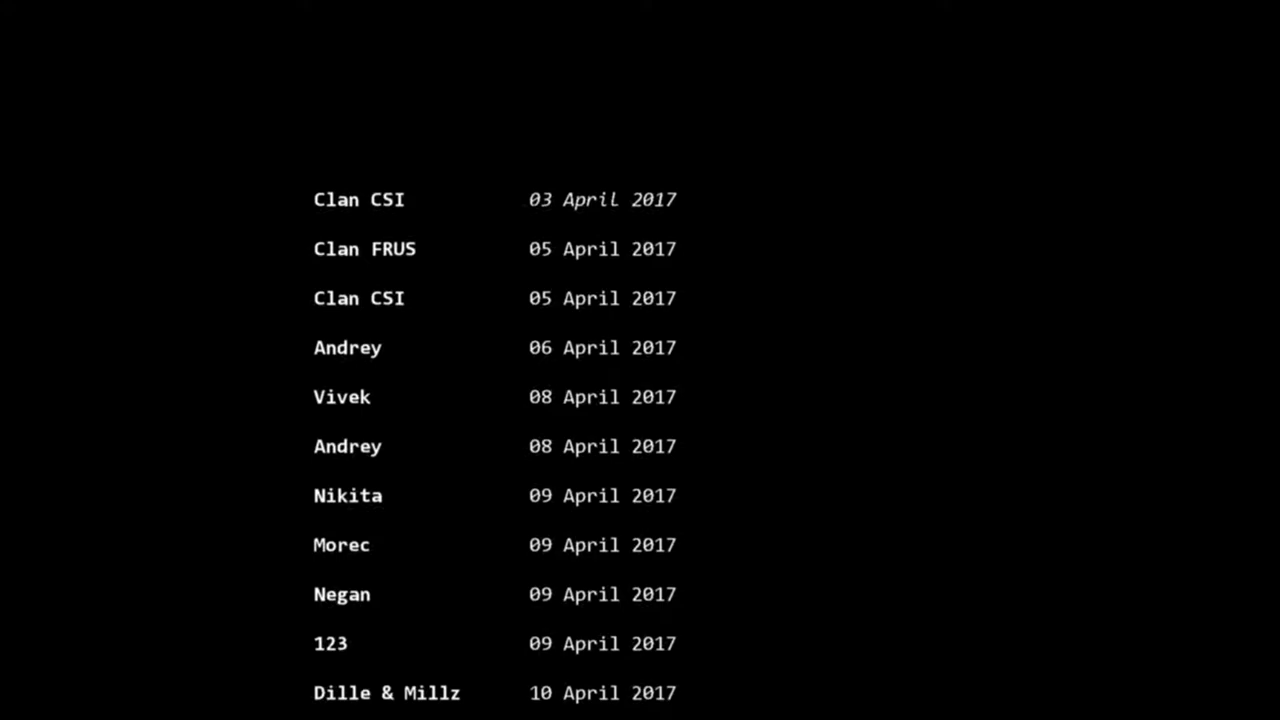 Clan CSI 03 April 2017
Clan FRUS 05 April 2017
Clan CSI 05 April 2017
Andrey 06 April 2017
Vivek 08 April 2017
Andrey 08 April 2017
Nikita 09 April 2017
Morec 09 April 2017
Negan 09 April 2017
123 09 April 2017
Dille & Millz 10 April 2017